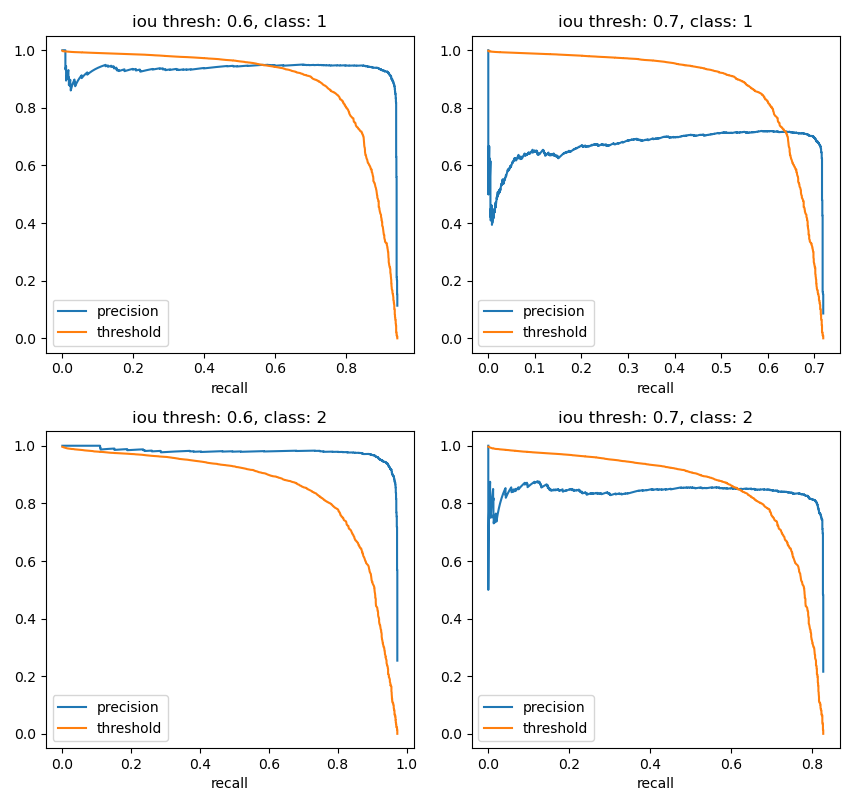 iou thresh: 0.6, class: 1
1.0
0.8
0.6
0.4
0.2
0.0
precision
threshold
0.0 0.2 0.4 0.6 0.8
recall
iou thresh: 0.7, class: 1
1.0
0.8
0.6
0.4
0.2
0.0
precision
threshold
0.0 0.1 0.2 0.3 0.4 0.5 0.6 0.7
recall
iou thresh: 0.6, class: 2
1.0
0.8
0.6
0.4
0.2
0.0
precision
threshold
0.0 0.2 0.4 0.6 0.8 1.0
recall
iou thresh: 0.7, class: 2
1.0
0.8
0.6
0.4
0.2
0.0
precision
threshold
0.0 0.2 0.4 0.6 0.8
recall